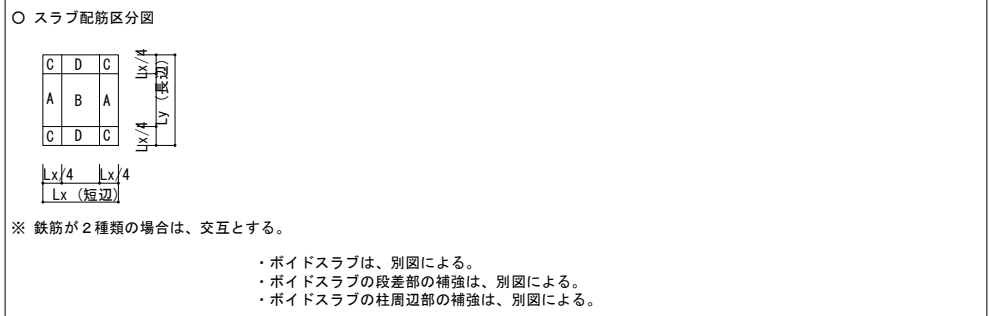 ○ スラブ配筋区分図
C D C
A B A
C D C
Lx/4
Lx/4
Ly (長辺)
Lx/4 Lx/4
Lx (短辺)
※ 鉄筋が2種類の場合は、交互とする。
・ボイドスラブは、別図による。
・ボイドスラブの段差部の補強は、別図による。
・ボイドスラブの柱周辺部の補強は、別図による。